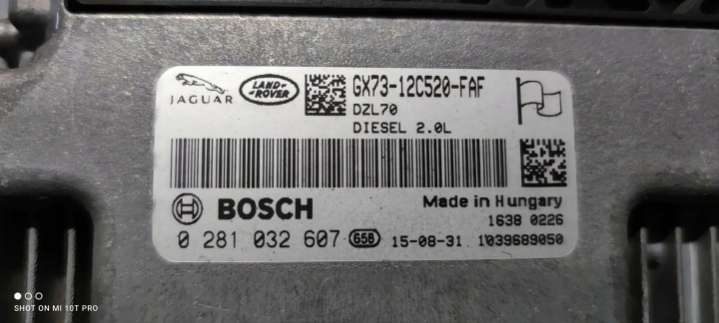 JAGUAR
LAND-
ROVER
GX73-12C520-FAF
DZL70
DIESEL 2.0L
BOSCH
Made in Hungary
1638 0226
0 281 032 607 658 15-08-31 1039689050
SHOT ON MI 10T PRO